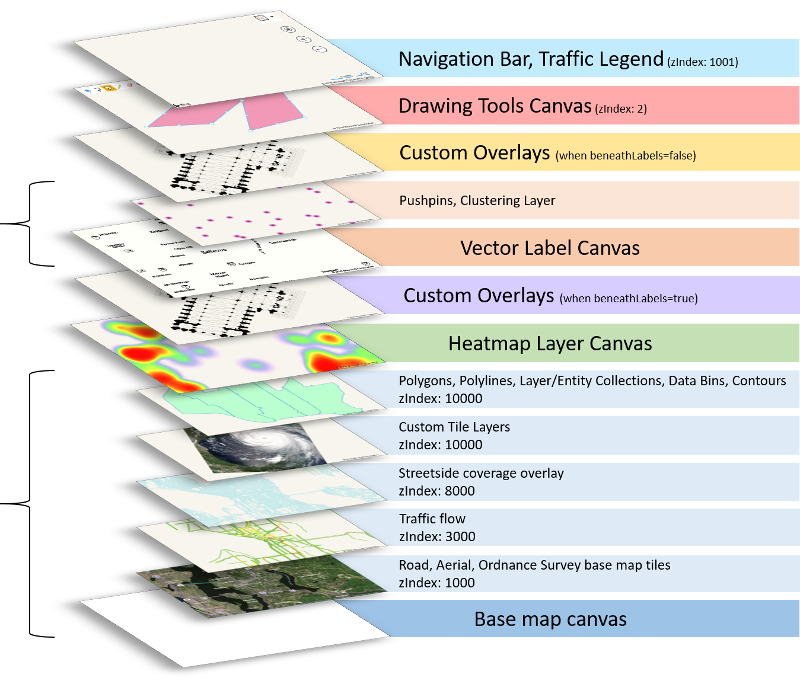 Navigation Bar, Traffic Legend (zIndex: 1001)
Drawing Tools Canvas (zIndex: 2)
Custom Overlays (when beneathLabels=false)
Pushpins, Clustering Layer
Vector Label Canvas
Custom Overlays (when beneathLabels=true)
Heatmap Layer Canvas
Polygons, Polylines, Layer/Entity Collections, Data Bins, Contours
zIndex: 10000
Custom Tile Layers
zIndex: 10000
Streetside coverage overlay
zIndex: 8000
Traffic flow
zIndex: 3000
Road, Aerial, Ordnance Survey base map tiles
zIndex: 1000
Base map canvas